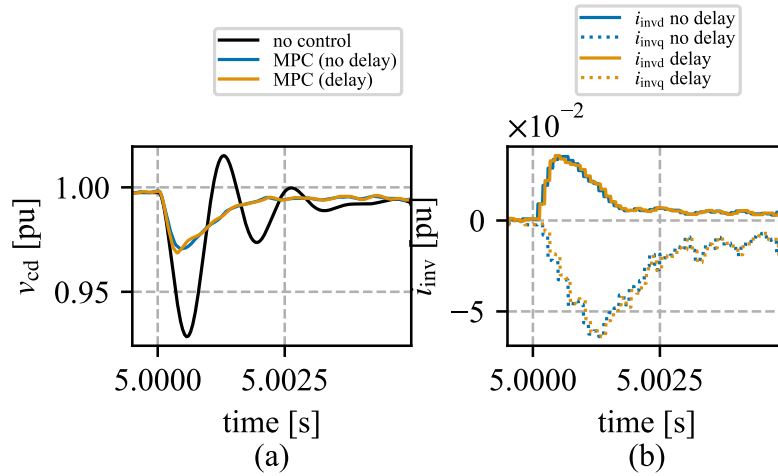 no control
MPC (no delay)
MPC (delay)
1.00
0.95
v_cd [pu]
5.0000
5.0025
time [s]
(a)
i_invd no delay
i_invq no delay
i_invd delay
i_invq delay
×10⁻²
0
−5
i_inv [pu]
5.0000
5.0025
time [s]
(b)